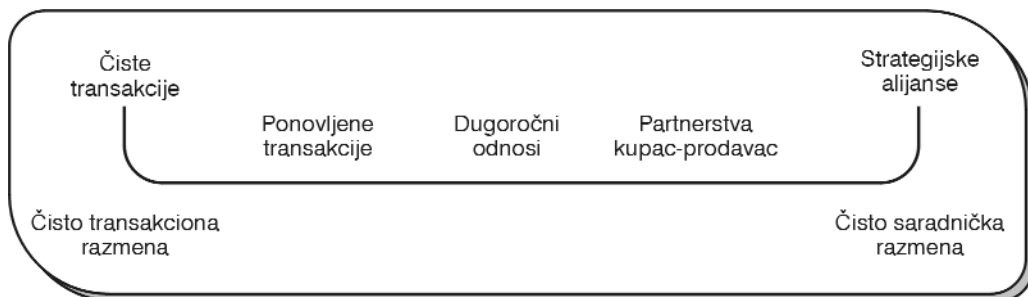 Čiste
transakcije
Ponovljene
transakcije
Dugoročni
odnosi
Partnerstva
kupac-prodavac
Strategijske
alijanse
Čisto transakciona
razmena
Čisto saradnička
razmena